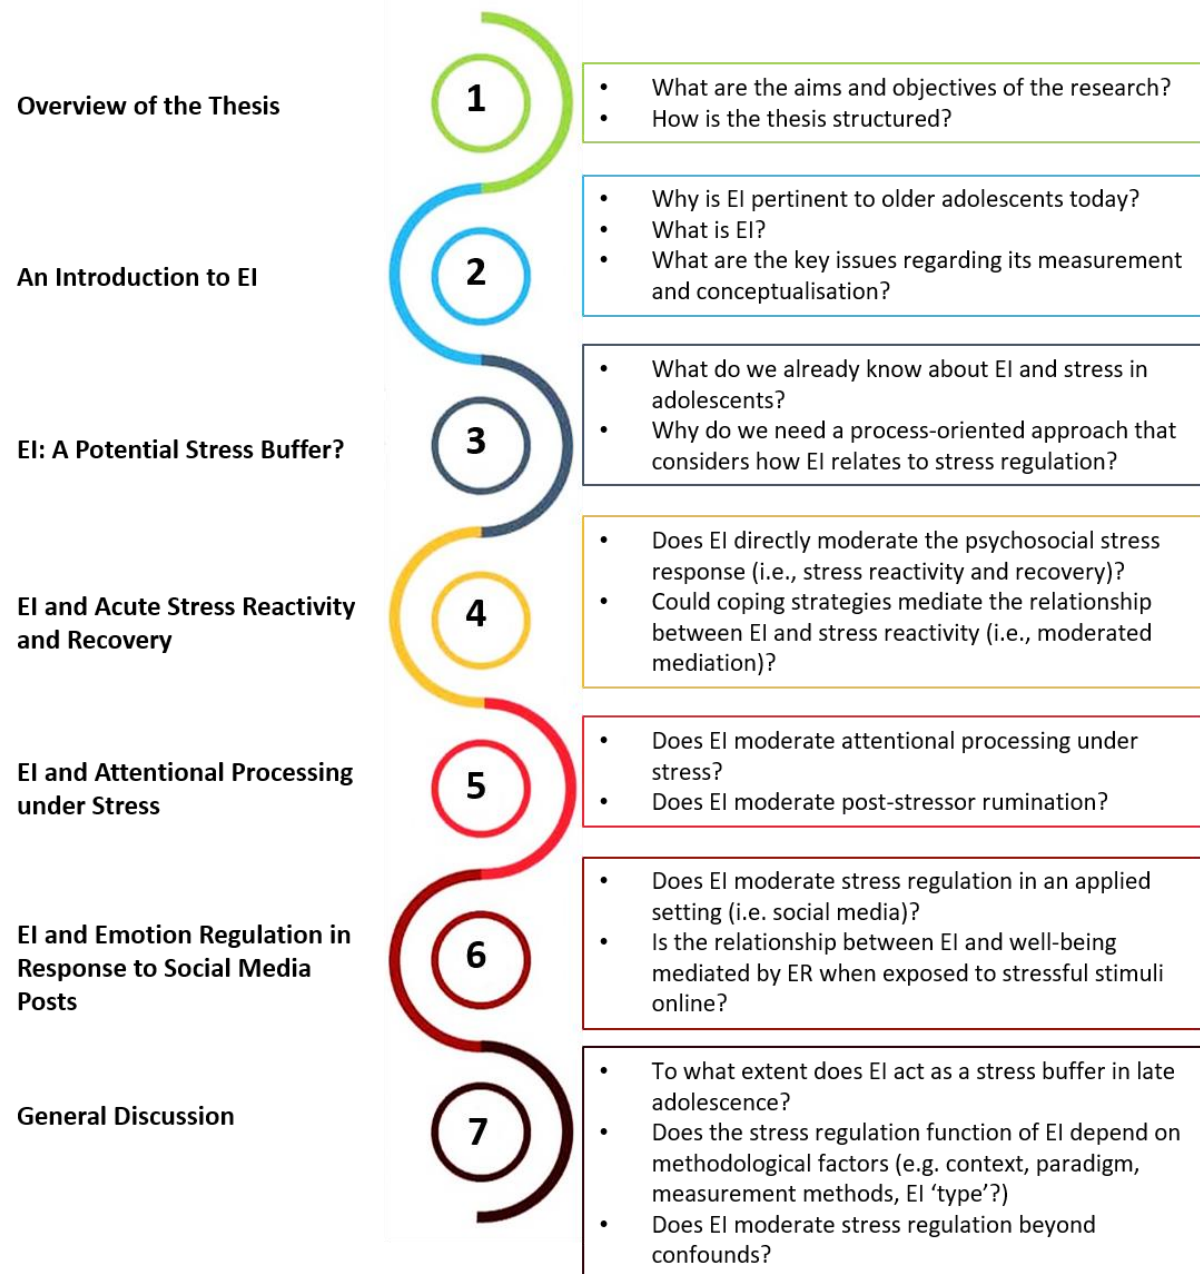 Overview of the Thesis
1
• What are the aims and objectives of the research?
• How is the thesis structured?
An Introduction to EI
2
• Why is EI pertinent to older adolescents today?
• What is EI?
• What are the key issues regarding its measurement
and conceptualisation?
EI: A Potential Stress Buffer?
3
• What do we already know about EI and stress in
adolescents?
• Why do we need a process-oriented approach that
considers how EI relates to stress regulation?
EI and Acute Stress Reactivity
and Recovery
4
• Does EI directly moderate the psychosocial stress
response (i.e., stress reactivity and recovery)?
• Could coping strategies mediate the relationship
between EI and stress reactivity (i.e., moderated
mediation)?
EI and Attentional Processing
under Stress
5
• Does EI moderate attentional processing under
stress?
• Does EI moderate post-stressor rumination?
EI and Emotion Regulation in
Response to Social Media
Posts
6
• Does EI moderate stress regulation in an applied
setting (i.e. social media)?
• Is the relationship between EI and well-being
mediated by ER when exposed to stressful stimuli
online?
General Discussion
7
• To what extent does EI act as a stress buffer in late
adolescence?
• Does the stress regulation function of EI depend on
methodological factors (e.g. context, paradigm,
measurement methods, EI ‘type’?)
• Does EI moderate stress regulation beyond
confounds?